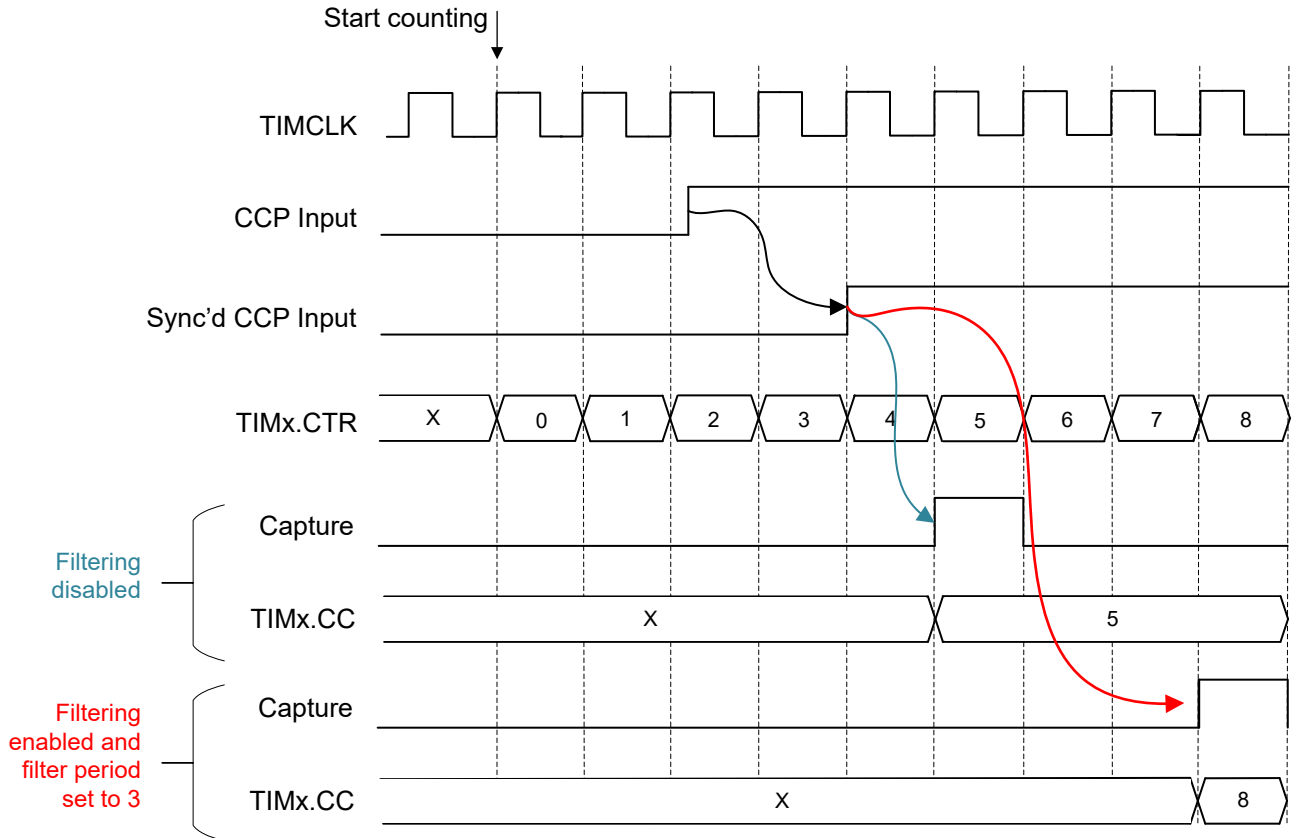 Start counting
TIMCLK
CCP Input
Sync'd CCP Input
TIMx.CTR
X 0 1 2 3 4 5 6 7 8
Filtering
disabled
Capture
TIMx.CC
X 5
Filtering
enabled and
filter period
set to 3
Capture
TIMx.CC
X 8